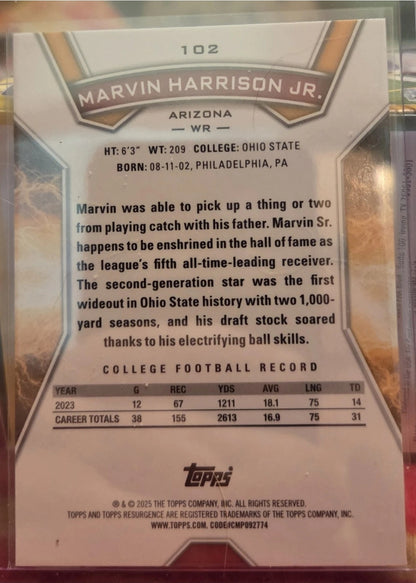 102
MARVIN HARRISON JR.
ARIZONA
— WR —
HT: 6'3" WT: 209 COLLEGE: OHIO STATE
BORN: 08-11-02, PHILADELPHIA, PA
Marvin was able to pick up a thing or two
from playing catch with his father. Marvin Sr.
happens to be enshrined in the hall of fame as
the league's fifth all-time-leading receiver.
The second-generation star was the first
wideout in Ohio State history with two 1,000-
yard seasons, and his draft stock soared
thanks to his electrifying ball skills.
COLLEGE FOOTBALL RECORD
YEAR G REC YDS AVG LNG TD
2023 12 67 1211 18.1 75 14
CAREER TOTALS 38 155 2613 16.9 75 31
Topps
® & © 2025 THE TOPPS COMPANY, INC. ALL RIGHTS RESERVED.
TOPPS AND TOPPS RESURGENCE ARE REGISTERED TRADEMARKS OF THE TOPPS COMPANY, INC.
WWW.TOPPS.COM. CODE#CMP092774